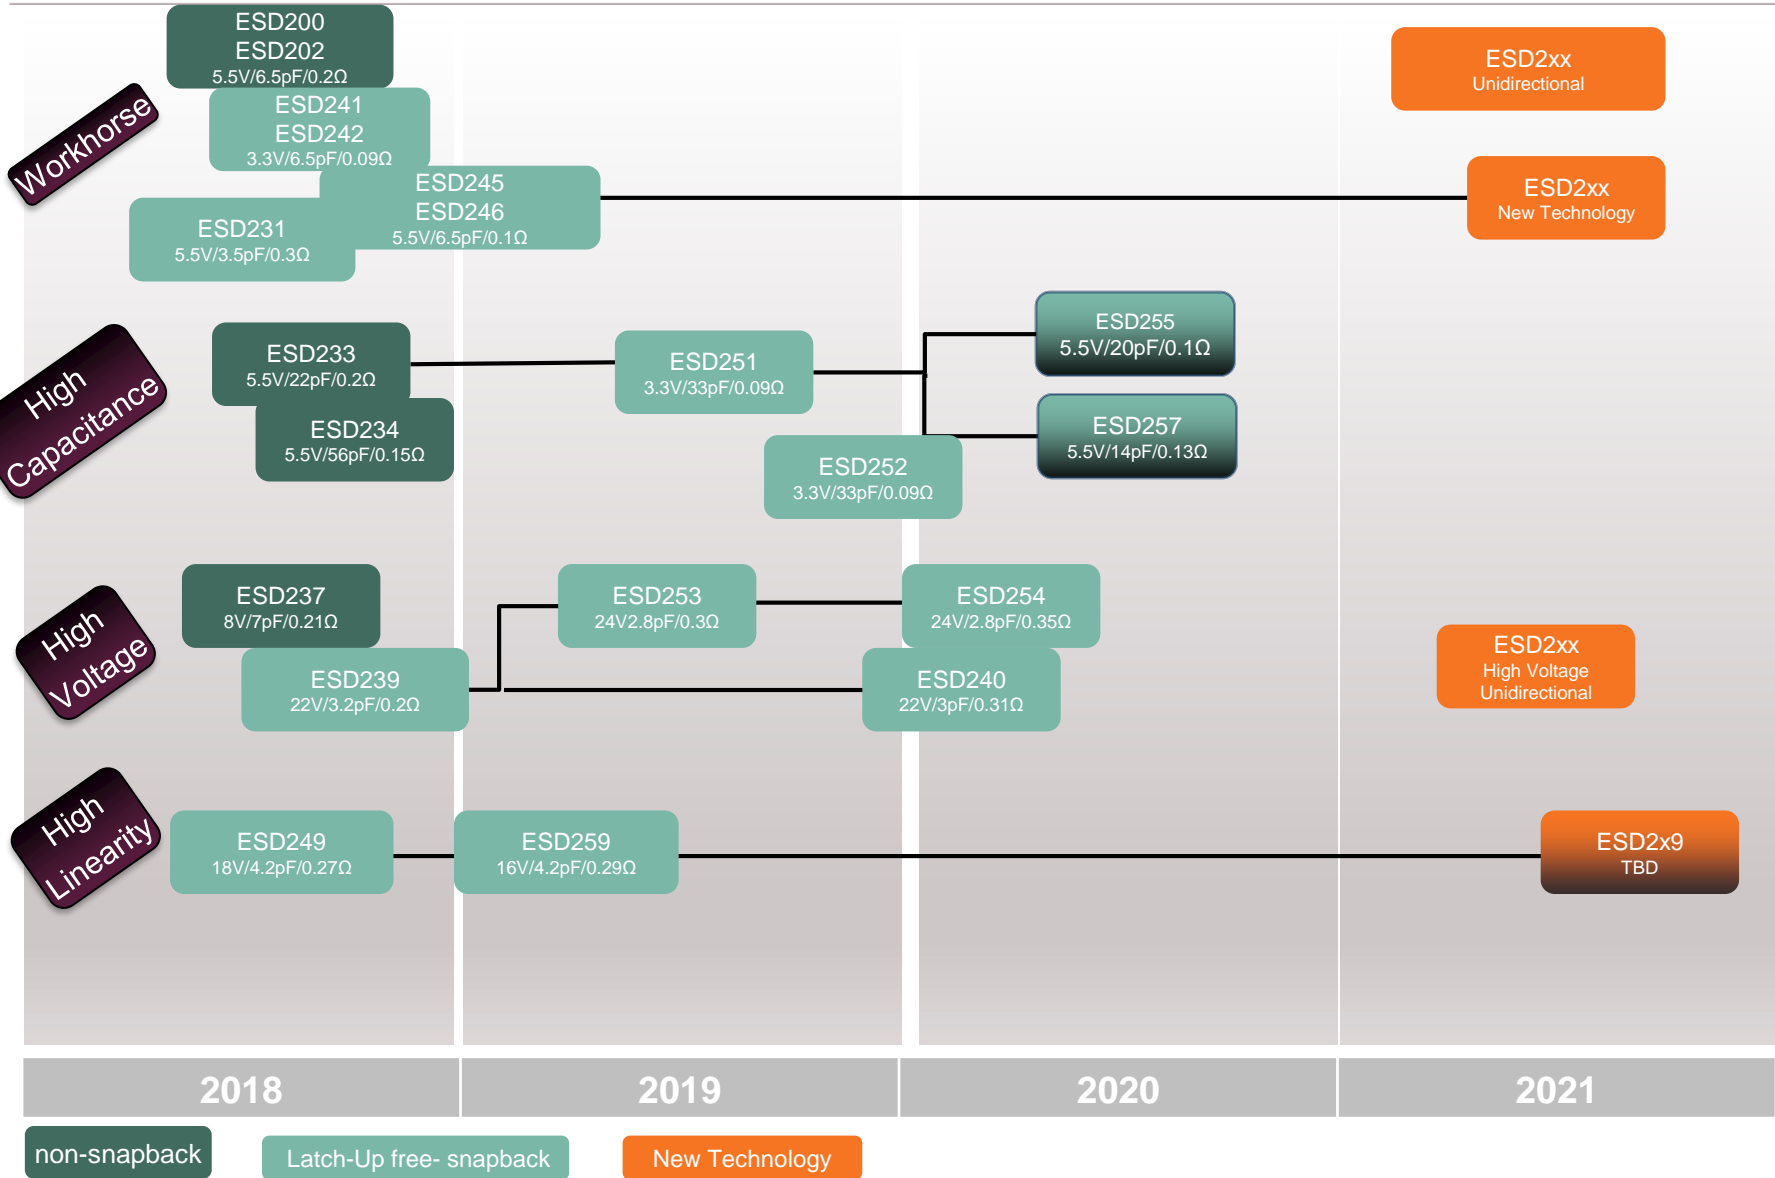 Workhorse
ESD200
ESD202
5.5V/6.5pF/0.2Ω
ESD241
ESD242
3.3V/6.5pF/0.09Ω
ESD245
ESD246
5.5V/6.5pF/0.1Ω
ESD231
5.5V/3.5pF/0.3Ω
ESD2xx
Unidirectional
ESD2xx
New Technology
High
Capacitance
ESD233
5.5V/22pF/0.2Ω
ESD234
5.5V/56pF/0.15Ω
ESD251
3.3V/33pF/0.09Ω
ESD252
3.3V/33pF/0.09Ω
ESD255
5.5V/20pF/0.1Ω
ESD257
5.5V/14pF/0.13Ω
High
Voltage
ESD237
8V/7pF/0.21Ω
ESD239
22V/3.2pF/0.2Ω
ESD253
24V2.8pF/0.3Ω
ESD254
24V/2.8pF/0.35Ω
ESD240
22V/3pF/0.31Ω
ESD2xx
High Voltage
Unidirectional
High
Linearity
ESD249
18V/4.2pF/0.27Ω
ESD259
16V/4.2pF/0.29Ω
ESD2x9
TBD
2018
2019
2020
2021
non-snapback
Latch-Up free- snapback
New Technology